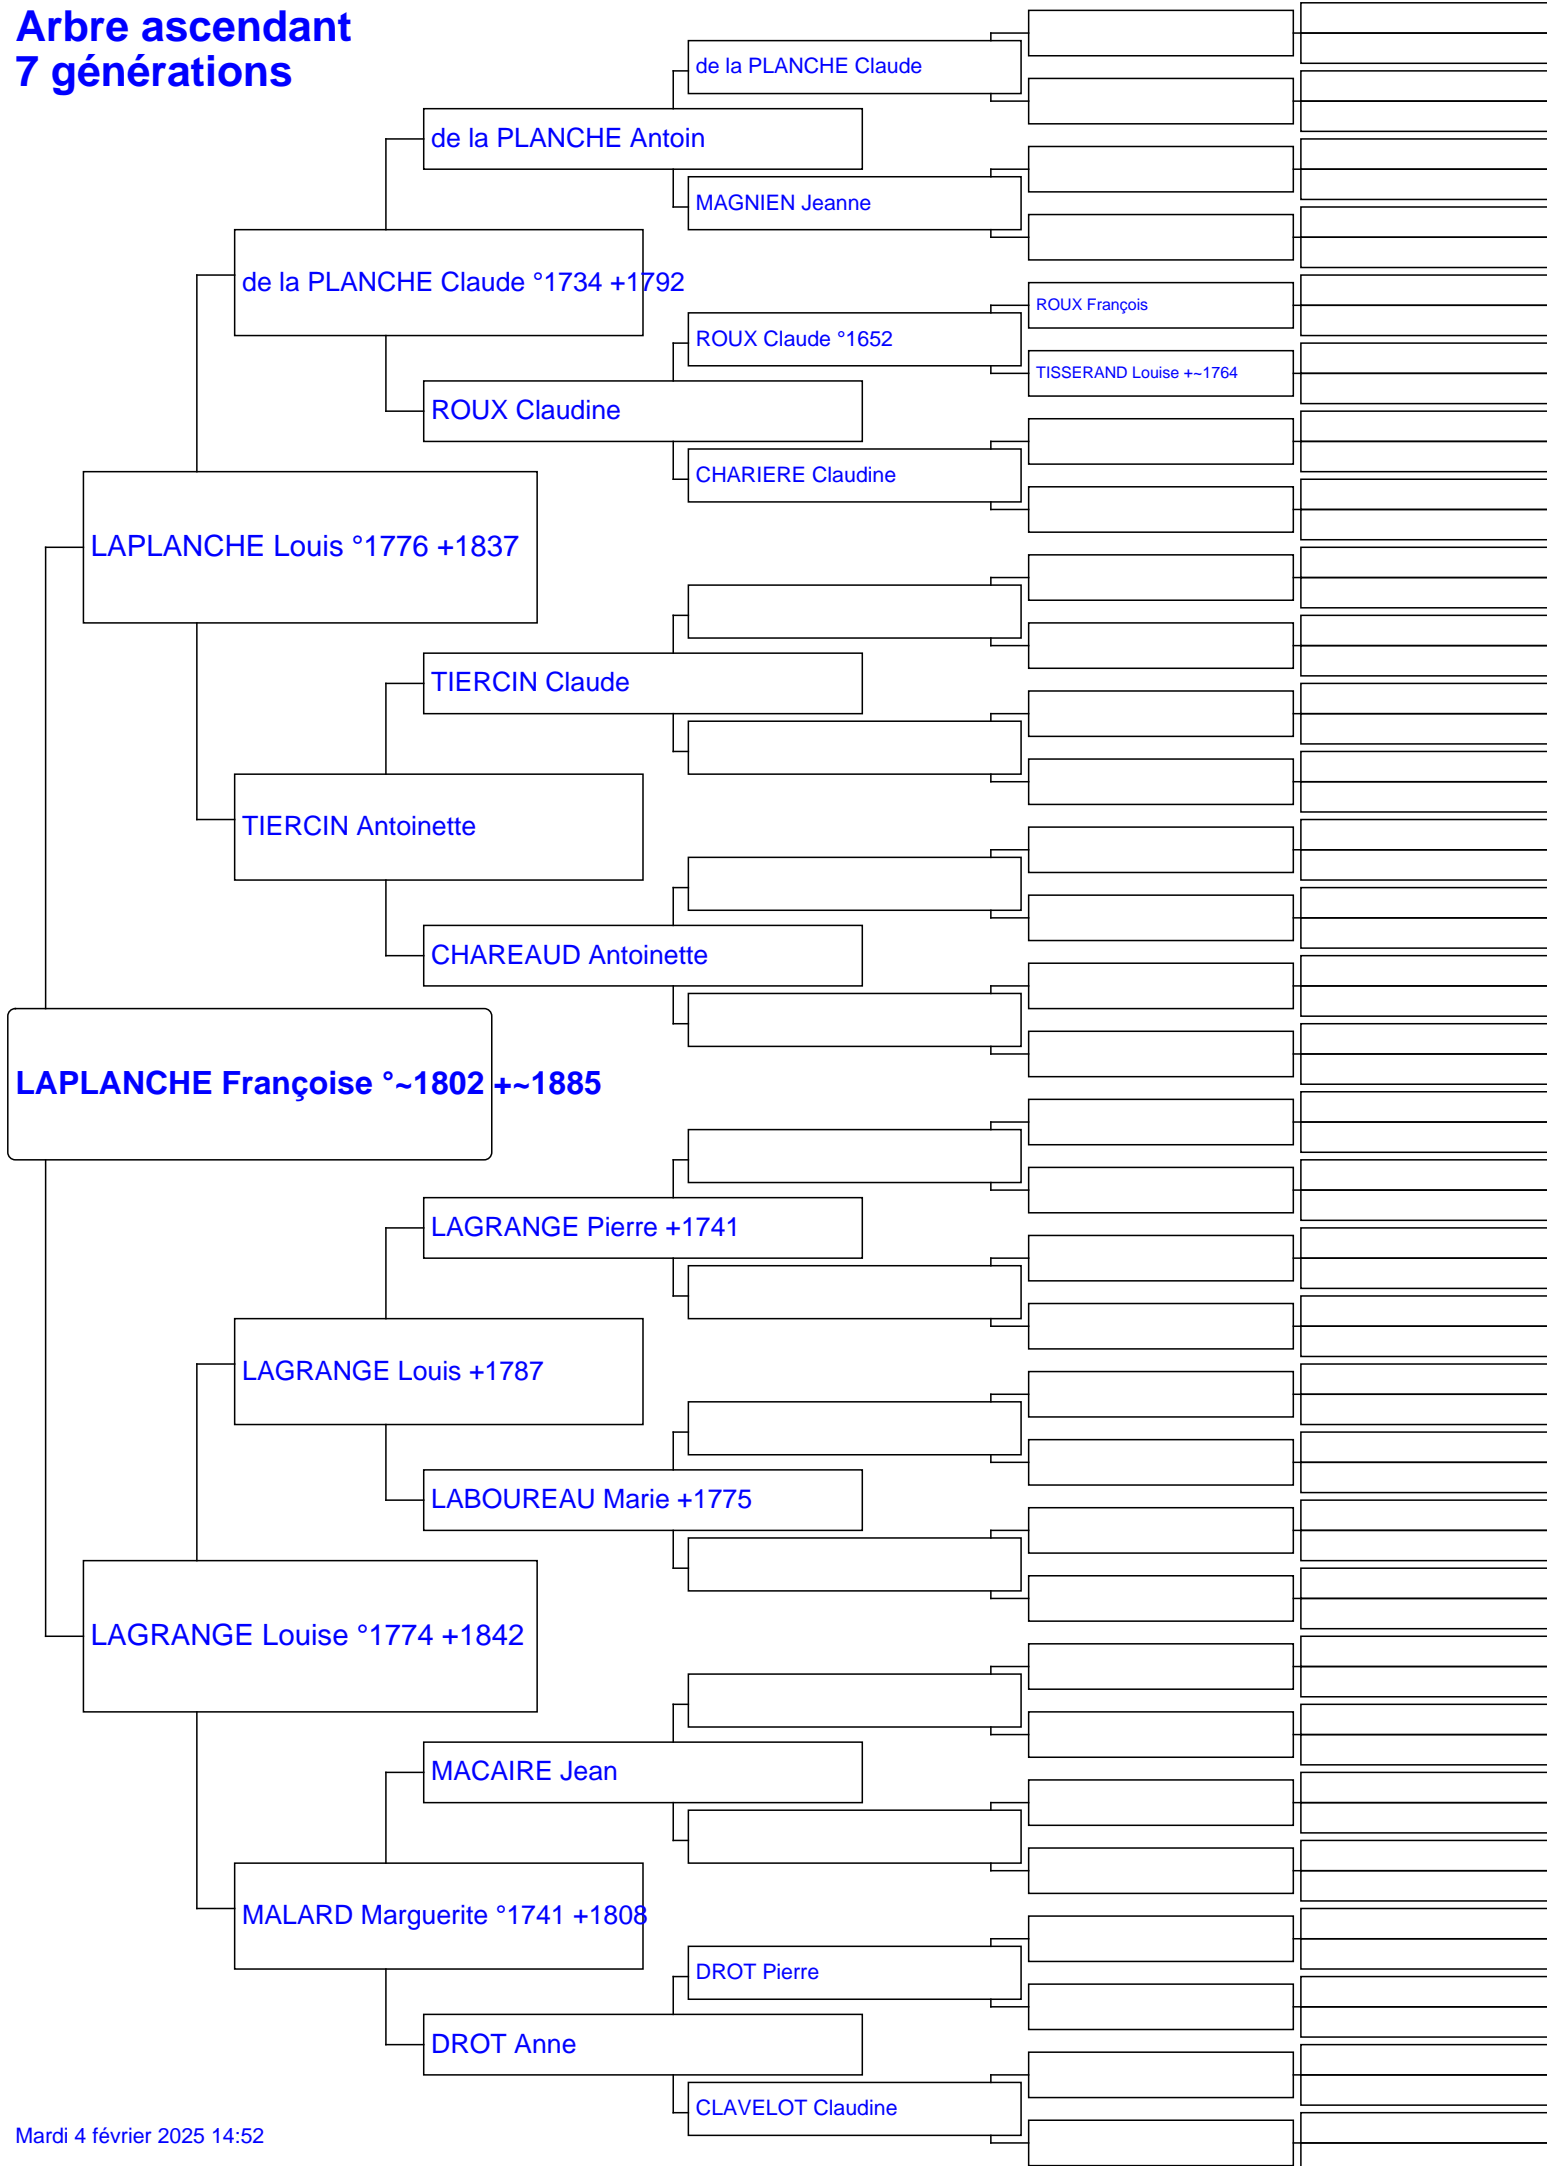 Arbre ascendant
7 générations
de la PLANCHE Claude
de la PLANCHE Antoin
MAGNIEN Jeanne
de la PLANCHE Claude °1734 +1792
ROUX François
ROUX Claude °1652
TISSERAND Louise +~1764
ROUX Claudine
CHARIERE Claudine
LAPLANCHE Louis °1776 +1837
TIERCIN Claude
TIERCIN Antoinette
CHAREAUD Antoinette
LAPLANCHE Françoise °~1802 +~1885
LAGRANGE Pierre +1741
LAGRANGE Louis +1787
LABOUREAU Marie +1775
LAGRANGE Louise °1774 +1842
MACAIRE Jean
MALARD Marguerite °1741 +1808
DROT Pierre
DROT Anne
CLAVELOT Claudine
Mardi 4 février 2025 14:52